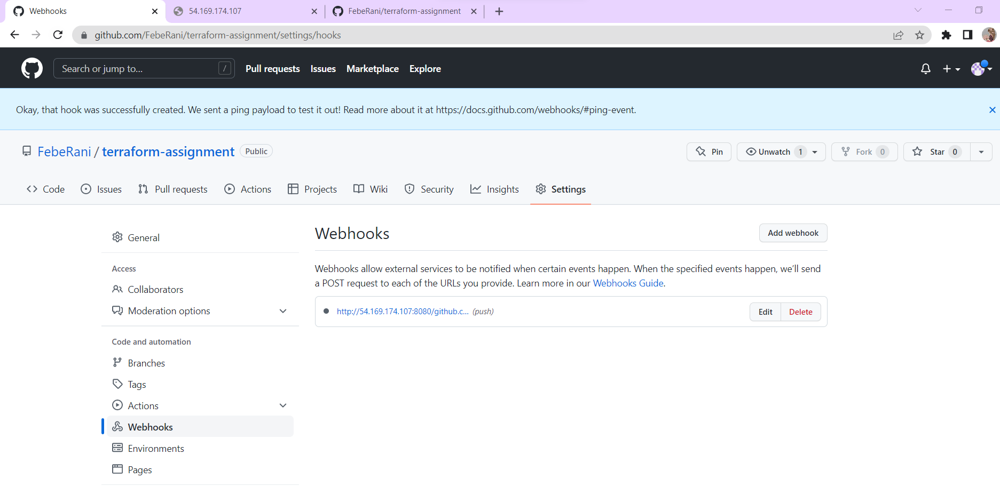 Webhooks
54.169.174.107
FebeRani/terraform-assignment
github.com/FebeRani/terraform-assignment/settings/hooks
Search or jump to... /
Pull requests Issues Marketplace Explore
Okay, that hook was successfully created. We sent a ping payload to test it out! Read more about it at https://docs.github.com/webhooks/#ping-event.
FebeRani / terraform-assignment Public
Pin
Unwatch 1
Fork 0
Star 0
Code Issues Pull requests Actions Projects Wiki Security Insights Settings
General
Access
Collaborators
Moderation options
Code and automation
Branches
Tags
Actions
Webhooks
Environments
Pages
Webhooks
Add webhook
Webhooks allow external services to be notified when certain events happen. When the specified events happen, we’ll send
a POST request to each of the URLs you provide. Learn more in our Webhooks Guide.
http://54.169.174.107:8080/github.c... (push)
Edit Delete